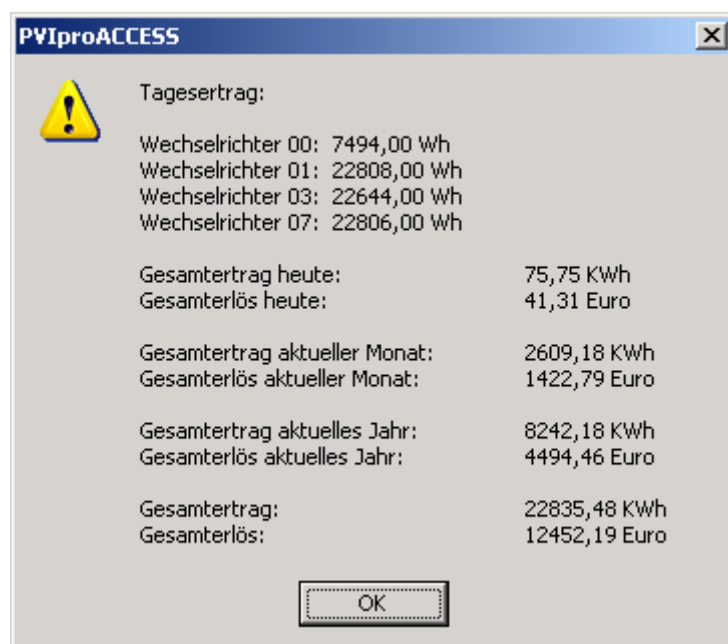 PVIproACCESS
Tagesertrag:
Wechselrichter 00: 7494,00 Wh
Wechselrichter 01: 22808,00 Wh
Wechselrichter 03: 22644,00 Wh
Wechselrichter 07: 22806,00 Wh
Gesamtertrag heute: 75,75 KWh
Gesamterlös heute: 41,31 Euro
Gesamtertrag aktueller Monat: 2609,18 KWh
Gesamterlös aktueller Monat: 1422,79 Euro
Gesamtertrag aktuelles Jahr: 8242,18 KWh
Gesamterlös aktuelles Jahr: 4494,46 Euro
Gesamtertrag: 22835,48 KWh
Gesamterlös: 12452,19 Euro
OK